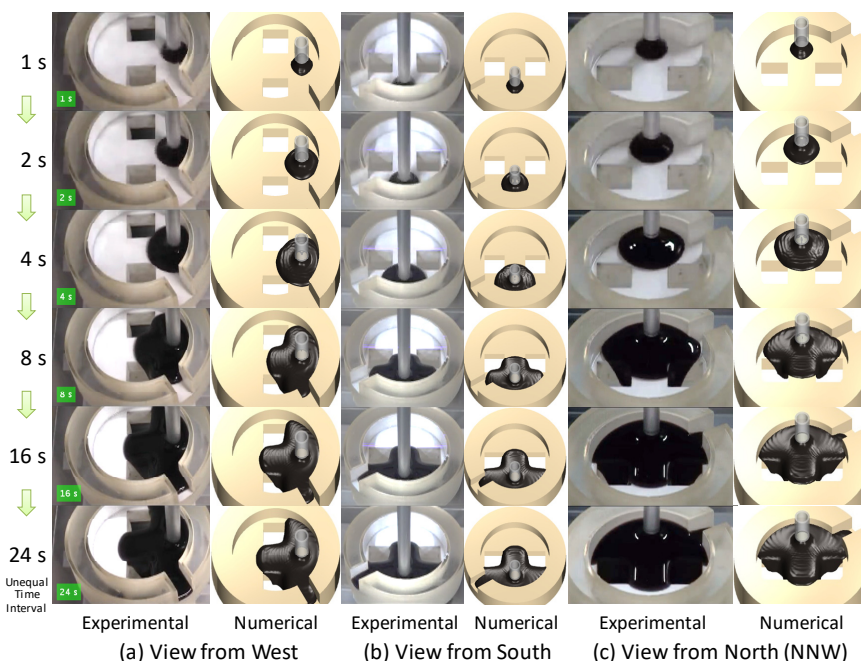 1 s
1 s
2 s
2 s
4 s
4 s
8 s
8 s
16 s
16 s
24 s
24 s
Unequal
Time
Interval
Experimental Numerical Experimental Numerical Experimental Numerical
(a) View from West (b) View from South (c) View from North (NNW)